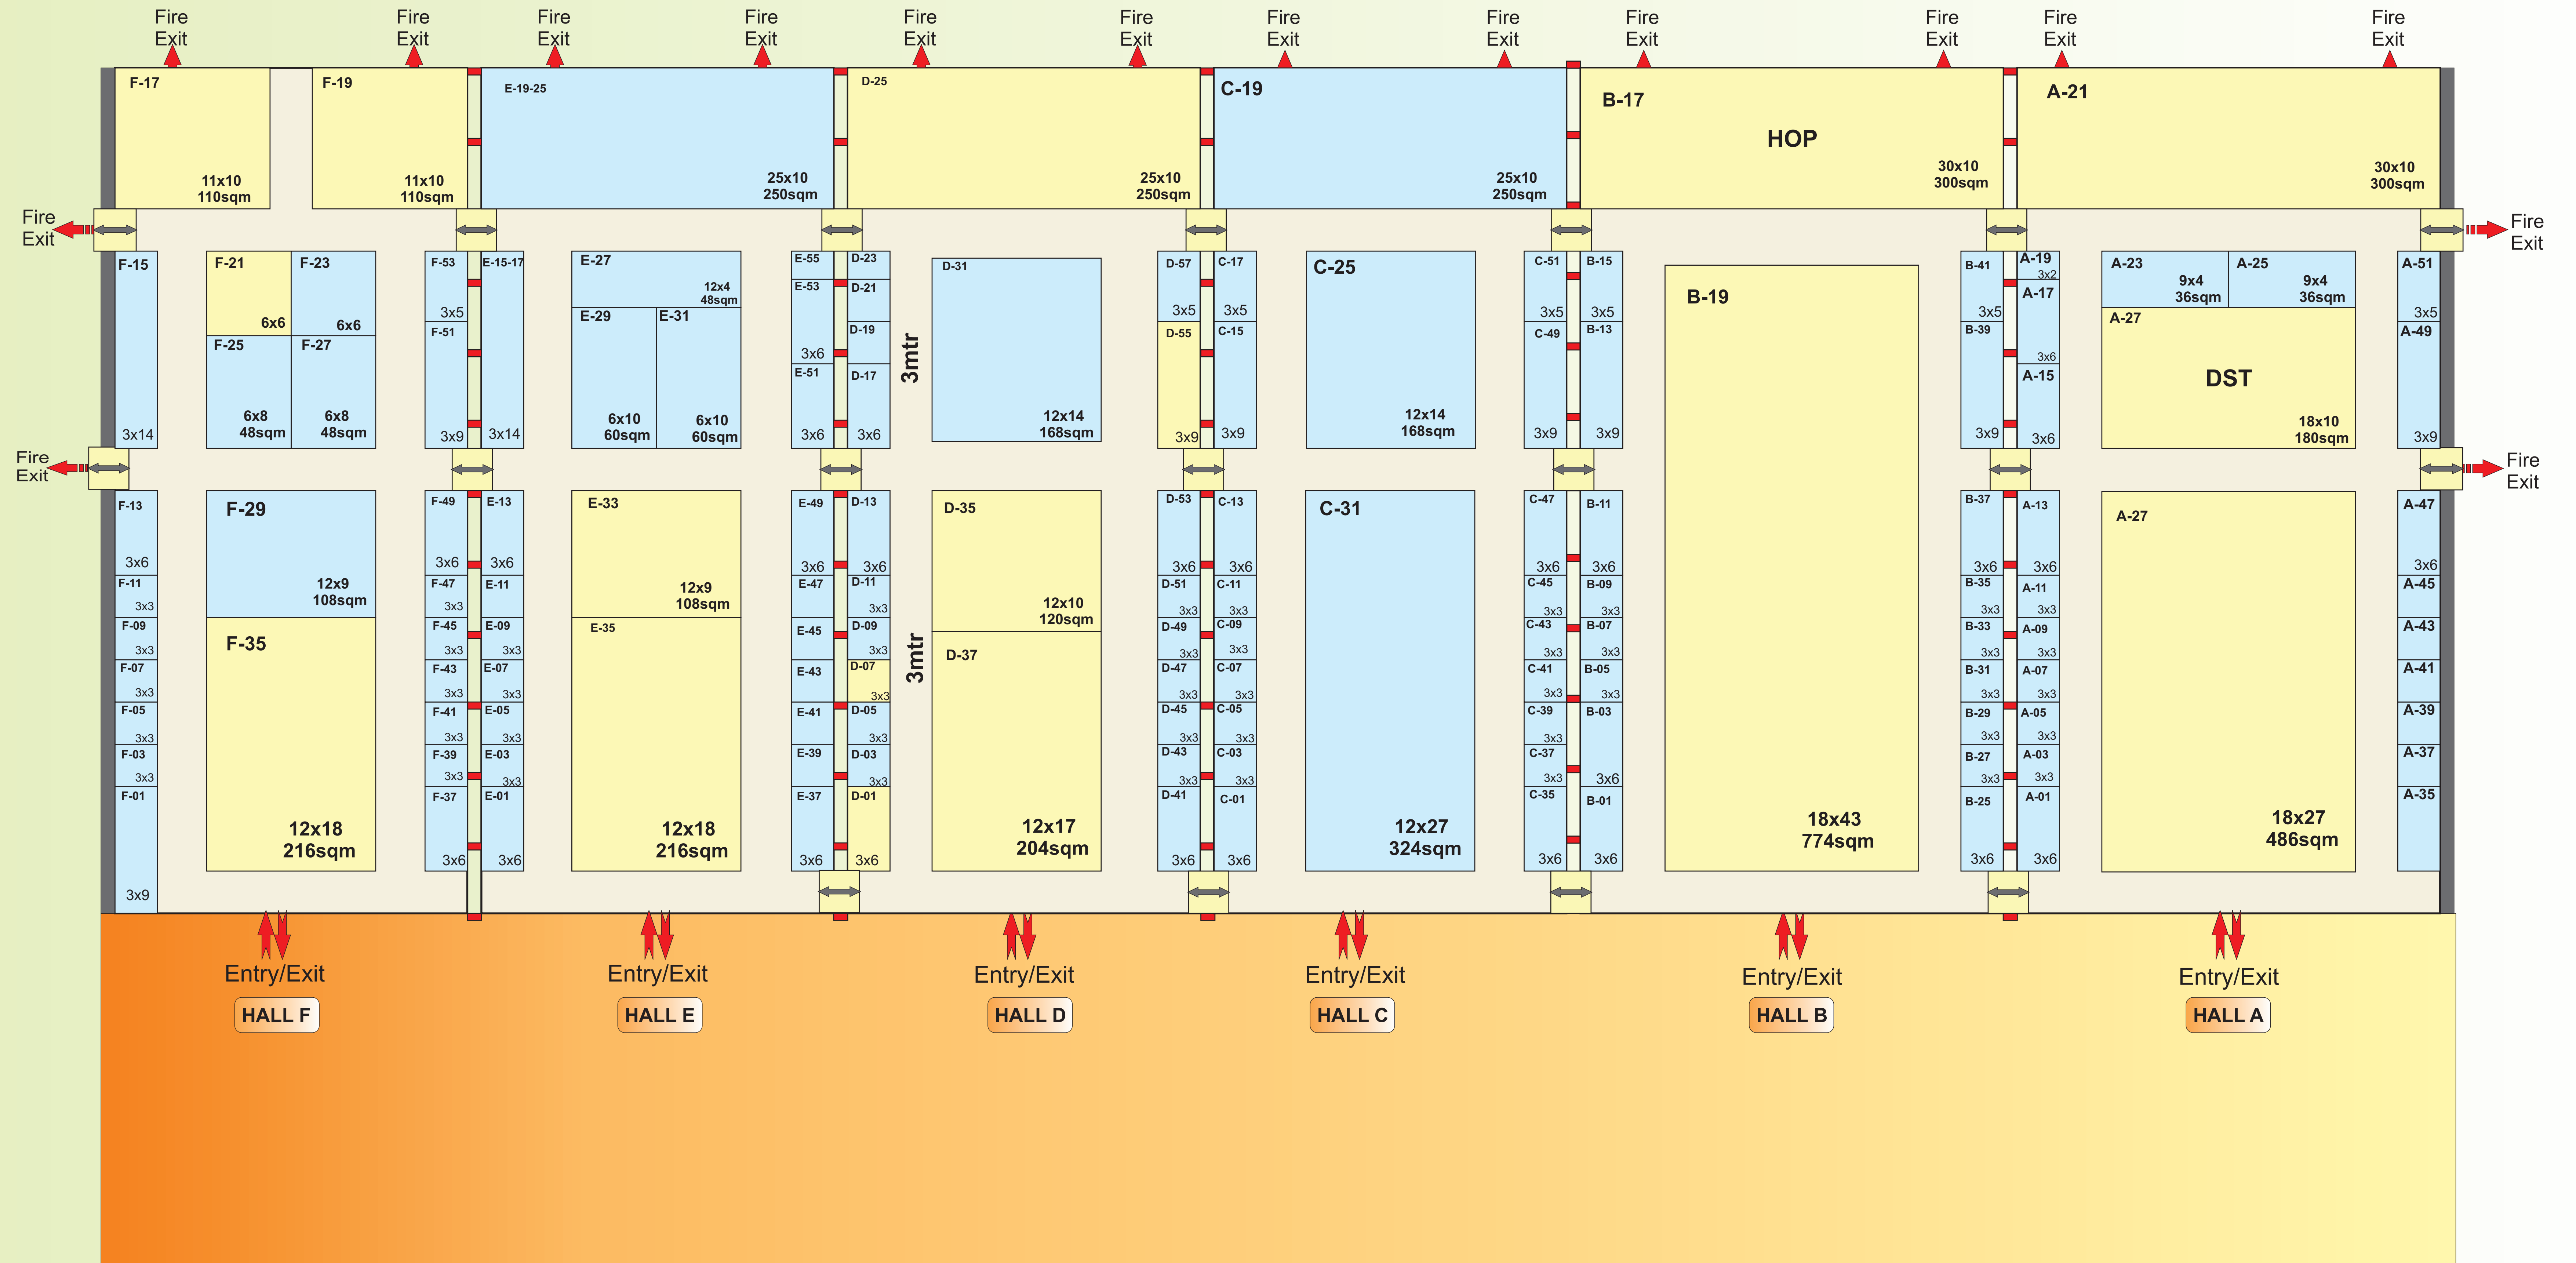 Fire Exit
Fire Exit
Fire Exit
Fire Exit
Fire Exit
Fire Exit
Fire Exit
Fire Exit
Fire Exit
Fire Exit
Fire Exit
Fire Exit
F-17
11x10
110sqm
F-19
11x10
110sqm
E-19-25
25x10
250sqm
D-25
25x10
250sqm
C-19
25x10
250sqm
B-17
HOP
30x10
300sqm
A-21
30x10
300sqm
Fire
Exit
Fire
Exit
F-15
3x14
F-21
6x6
F-23
6x6
F-25
6x8
48sqm
F-27
6x8
48sqm
F-53
3x5
F-51
3x9
E-15-17
3x14
E-27
12x4
48sqm
E-29
6x10
60sqm
E-31
6x10
60sqm
E-55
E-53
3x6
E-51
3x6
D-23
D-21
D-19
D-17
3x6
3mtr
D-31
12x14
168sqm
D-57
3x5
D-55
3x9
C-17
3x5
C-15
3x9
C-25
12x14
168sqm
C-51
3x5
C-49
3x9
B-15
3x5
B-13
3x9
B-19
18x43
774sqm
B-41
3x5
B-39
3x9
A-19
3x2
A-17
3x6
A-15
3x6
A-23
9x4
36sqm
A-25
9x4
36sqm
A-27
DST
18x10
180sqm
A-51
3x5
A-49
3x9
Fire
Exit
Fire
Exit
F-13
3x6
F-11
3x3
F-09
3x3
F-07
3x3
F-05
3x3
F-03
3x3
F-01
3x9
F-29
12x9
108sqm
F-35
12x18
216sqm
F-49
3x6
F-47
3x3
F-45
3x3
F-43
3x3
F-41
3x3
F-39
3x3
F-37
3x6
E-13
3x6
E-11
E-09
3x3
E-07
3x3
E-05
3x3
E-03
3x3
E-01
3x6
E-33
12x9
108sqm
E-35
12x18
216sqm
E-49
3x6
E-47
E-45
E-43
E-41
E-39
E-37
3x6
D-13
3x6
D-11
3x3
D-09
3x3
D-07
3x3
D-05
3x3
D-03
3x3
D-01
3x6
3mtr
D-35
12x10
120sqm
D-37
12x17
204sqm
D-53
3x6
D-51
3x3
D-49
3x3
D-47
3x3
D-45
3x3
D-43
3x3
D-41
3x6
C-13
3x6
C-11
3x3
C-09
3x3
C-07
3x3
C-05
3x3
C-03
3x3
C-01
3x6
C-31
12x27
324sqm
C-47
3x6
C-45
3x3
C-43
3x3
C-41
3x3
C-39
3x3
C-37
3x3
C-35
3x6
B-11
3x6
B-09
3x3
B-07
3x3
B-05
3x3
B-03
3x6
B-01
3x6
B-37
3x6
B-35
3x3
B-33
3x3
B-31
3x3
B-29
3x3
B-27
3x3
B-25
3x6
A-13
3x6
A-11
3x3
A-09
3x3
A-07
3x3
A-05
3x3
A-03
3x3
A-01
3x6
A-27
18x27
486sqm
A-47
3x6
A-45
A-43
A-41
A-39
A-37
A-35
Entry/Exit
Entry/Exit
Entry/Exit
Entry/Exit
Entry/Exit
Entry/Exit
HALL F
HALL E
HALL D
HALL C
HALL B
HALL A